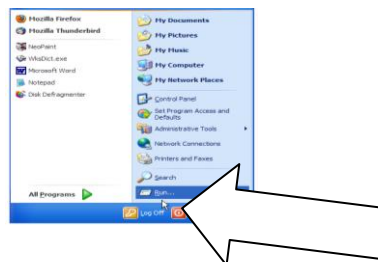 Mozilla Firefox
Mozilla Thunderbird
NeoPaint
Microsoft Word
Notepad
Disk Defragmenter
All Programs
My Documents
My Pictures
My Music
My Computer
My Network Places
Control Panel
Set Program Access and
Defaults
Administrative Tools
Network Connections
Printers and Faxes
Search
Run...
Log Off